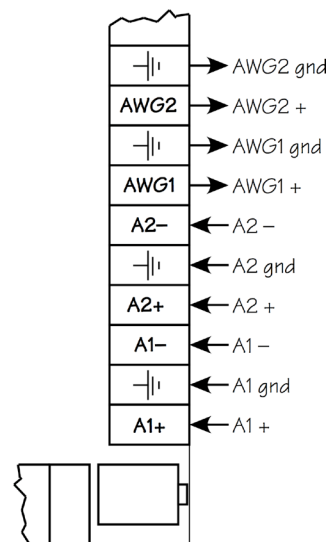 AWG2 gnd
AWG2 AWG2 +
AWG1 gnd
AWG1 AWG1 +
A2– A2 –
A2 gnd
A2+ A2 +
A1– A1 –
A1 gnd
A1+ A1 +